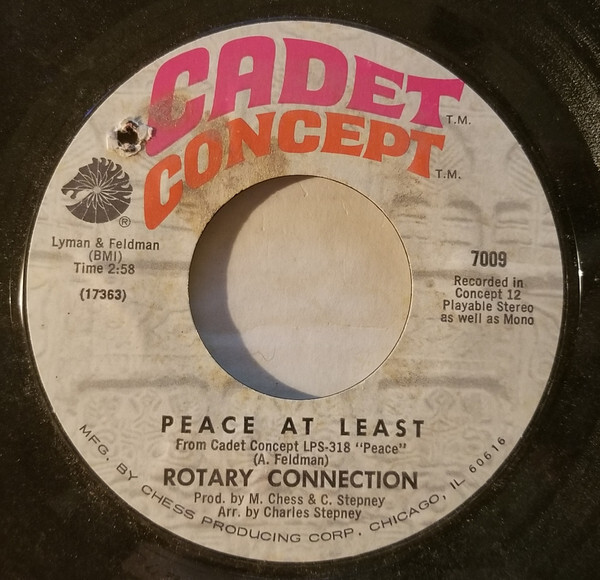 CADET T.M.
CONCEPT T.M.
®
Lyman & Feldman
(BMI)
Time 2:58
(17363)
7009
Recorded in
Concept 12
Playable Stereo
as well as Mono
PEACE AT LEAST
From Cadet Concept LPS-318 "Peace"
(A. Feldman)
ROTARY CONNECTION
Prod. by M. Chess & C. Stepney
Arr. by Charles Stepney
MFG. BY CHESS PRODUCING CORP., CHICAGO, IL 60616